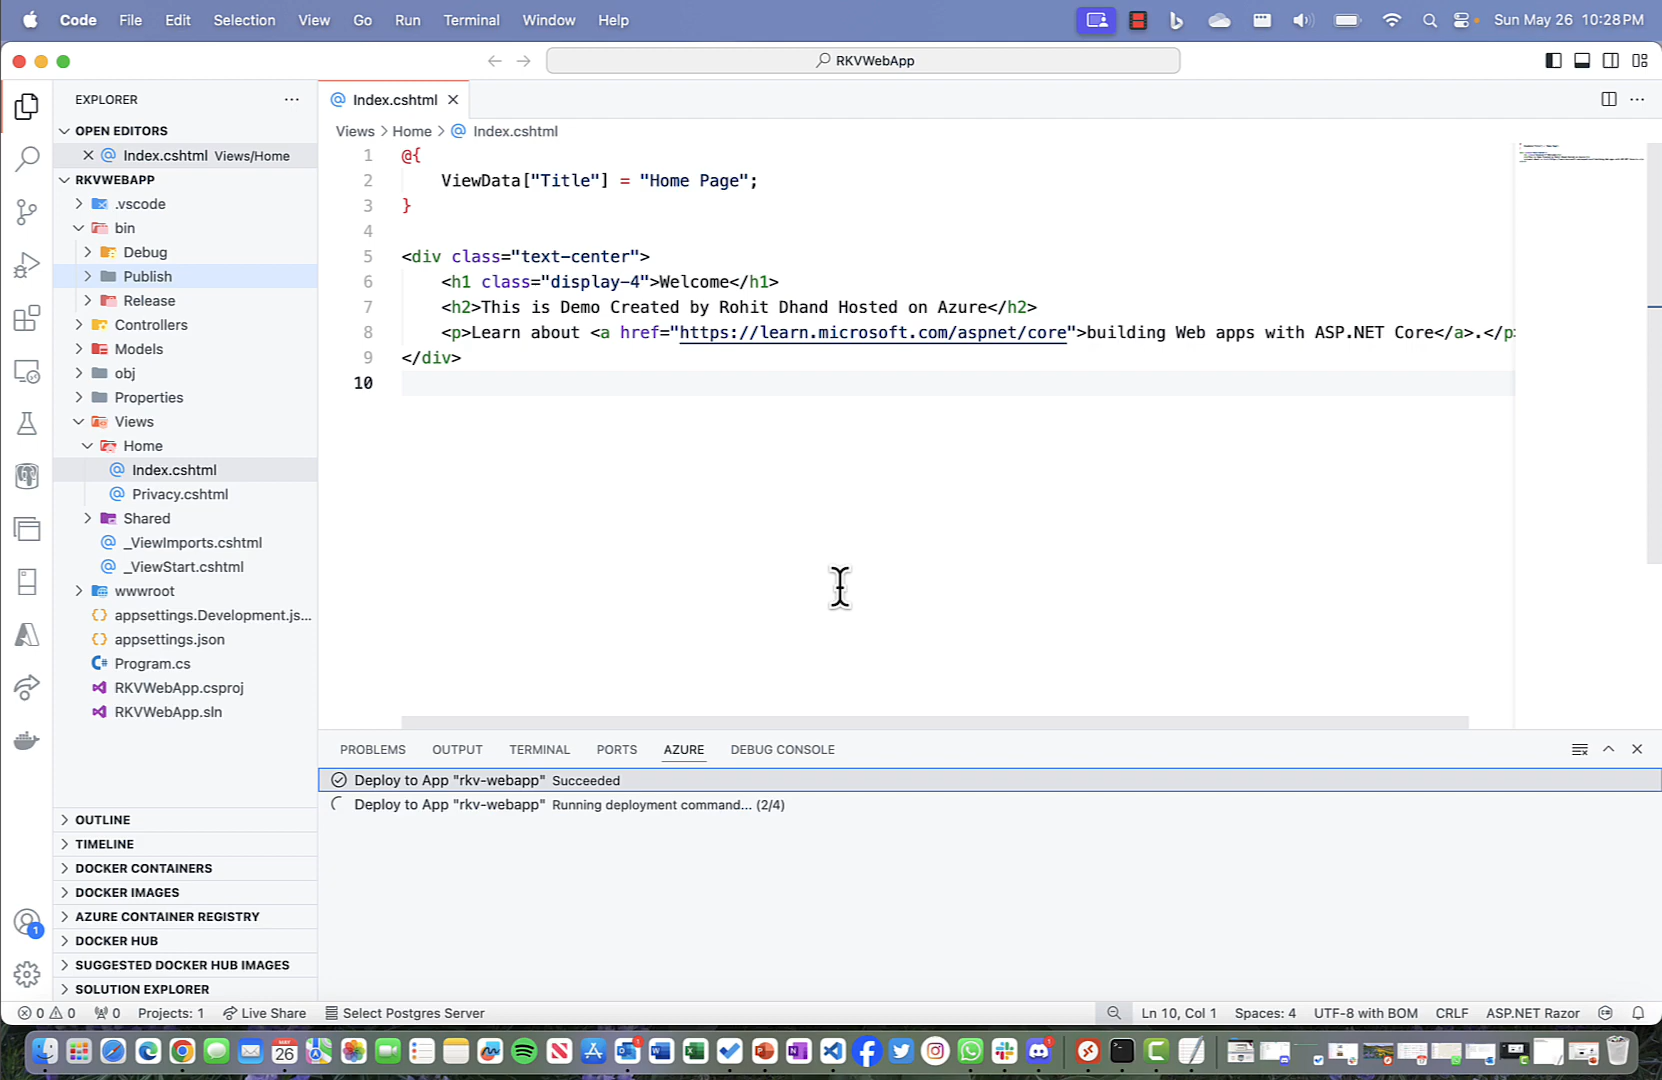 Code File Edit Selection View Go Run Terminal Window Help Sun May 26 10:28 PM
RKVWebApp
EXPLORER
Index.cshtml
OPEN EDITORS
Index.cshtml Views/Home
RKVWEBAPP
.vscode
bin
Debug
Publish
Release
Controllers
Models
obj
Properties
Views
Home
Index.cshtml
Privacy.cshtml
Shared
_ViewImports.cshtml
_ViewStart.cshtml
wwwroot
appsettings.Development.js...
appsettings.json
Program.cs
RKVWebApp.csproj
RKVWebApp.sln
OUTLINE
TIMELINE
DOCKER CONTAINERS
DOCKER IMAGES
AZURE CONTAINER REGISTRY
DOCKER HUB
SUGGESTED DOCKER HUB IMAGES
SOLUTION EXPLORER
Views > Home > Index.cshtml
1 @{
2 ViewData["Title"] = "Home Page";
3 }
4
5 <div class="text-center">
6 <h1 class="display-4">Welcome</h1>
7 <h2>This is Demo Created by Rohit Dhand Hosted on Azure</h2>
8 <p>Learn about <a href="https://learn.microsoft.com/aspnet/core">building Web apps with ASP.NET Core</a>.</p
9 </div>
10
PROBLEMS OUTPUT TERMINAL PORTS AZURE DEBUG CONSOLE
Deploy to App "rkv-webapp" Succeeded
Deploy to App "rkv-webapp" Running deployment command... (2/4)
1
0 0 0 Projects: 1 Live Share Select Postgres Server Ln 10, Col 1 Spaces: 4 UTF-8 with BOM CRLF ASP.NET Razor
MAY
26